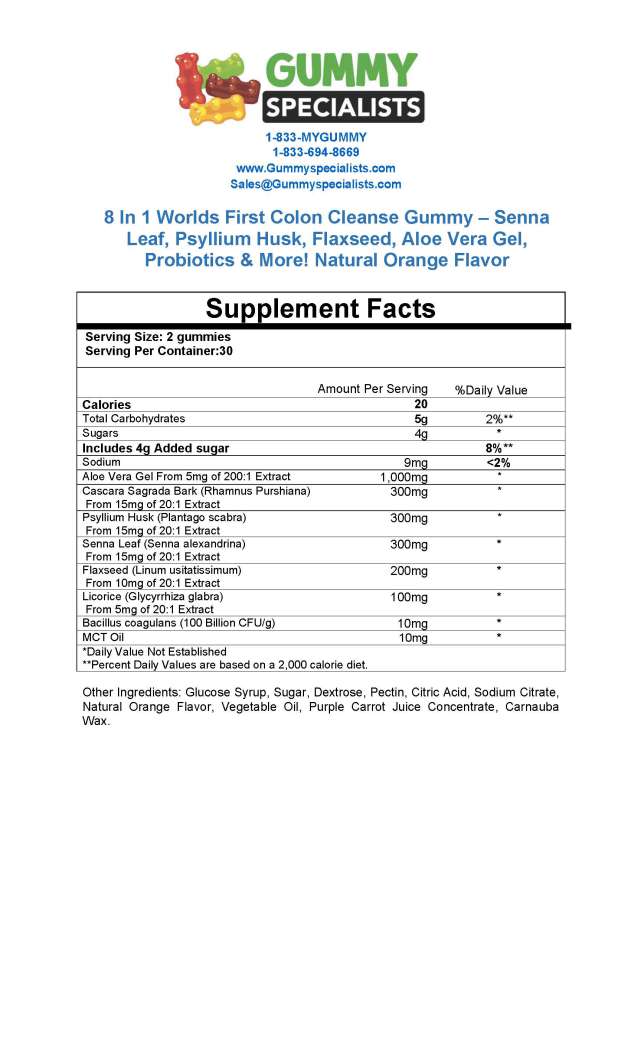 GUMMY
SPECIALISTS
1-833-MYGUMMY
1-833-694-8669
www.Gummyspecialists.com
Sales@Gummyspecialists.com
8 In 1 Worlds First Colon Cleanse Gummy – Senna
Leaf, Psyllium Husk, Flaxseed, Aloe Vera Gel,
Probiotics & More! Natural Orange Flavor
Supplement Facts
Serving Size: 2 gummies
Serving Per Container:30
Amount Per Serving %Daily Value
Calories 20
Total Carbohydrates 5g 2%**
Sugars 4g *
Includes 4g Added sugar 8%**
Sodium 9mg <2%
Aloe Vera Gel From 5mg of 200:1 Extract 1,000mg *
Cascara Sagrada Bark (Rhamnus Purshiana) 300mg *
From 15mg of 20:1 Extract
Psyllium Husk (Plantago scabra) 300mg *
From 15mg of 20:1 Extract
Senna Leaf (Senna alexandrina) 300mg *
From 15mg of 20:1 Extract
Flaxseed (Linum usitatissimum) 200mg *
From 10mg of 20:1 Extract
Licorice (Glycyrrhiza glabra) 100mg *
From 5mg of 20:1 Extract
Bacillus coagulans (100 Billion CFU/g) 10mg *
MCT Oil 10mg *
*Daily Value Not Established
**Percent Daily Values are based on a 2,000 calorie diet.
Other Ingredients: Glucose Syrup, Sugar, Dextrose, Pectin, Citric Acid, Sodium Citrate,
Natural Orange Flavor, Vegetable Oil, Purple Carrot Juice Concentrate, Carnauba
Wax.